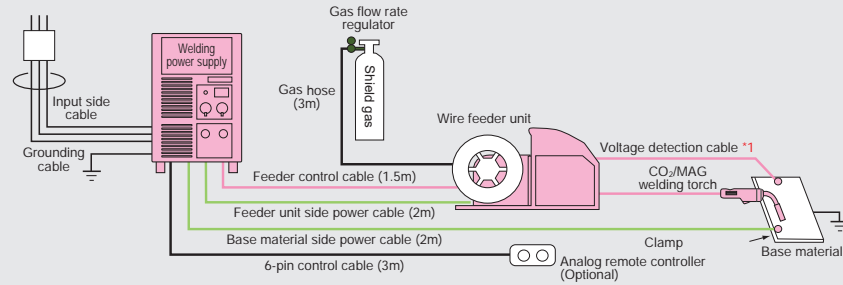 Gas flow rate
regulator
Welding
power supply
Shield gas
Gas hose
(3m)
Input side
cable
Wire feeder unit
Grounding
cable
Voltage detection cable *1
CO₂/MAG
welding torch
Feeder control cable (1.5m)
Feeder unit side power cable (2m)
Base material side power cable (2m)
Clamp
Base material
6-pin control cable (3m)
Analog remote controller
(Optional)